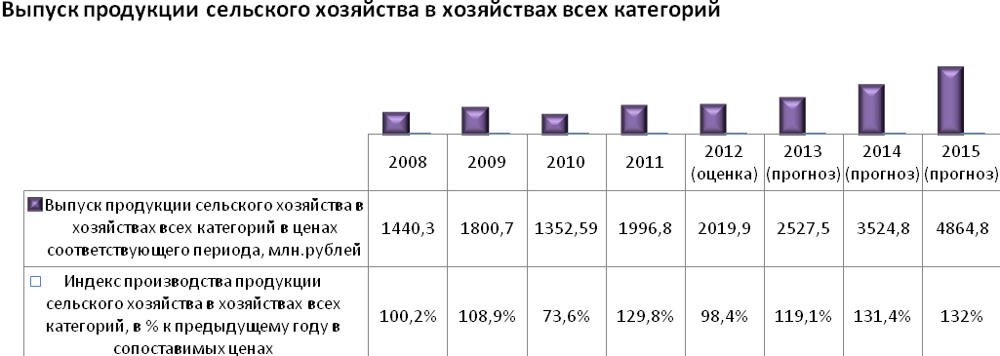 Выпуск продукции сельского хозяйства в хозяйствах всех категорий
2008 2009 2010 2011 2012 (оценка) 2013 (прогноз) 2014 (прогноз) 2015 (прогноз)
Выпуск продукции сельского хозяйства в
хозяйствах всех категорий в ценах
соответствующего периода, млн.рублей
1440,3 1800,7 1352,59 1996,8 2019,9 2527,5 3524,8 4864,8
Индекс производства продукции
сельского хозяйства в хозяйствах всех
категорий, в % к предыдущему году в
сопоставимых ценах
100,2% 108,9% 73,6% 129,8% 98,4% 119,1% 131,4% 132%